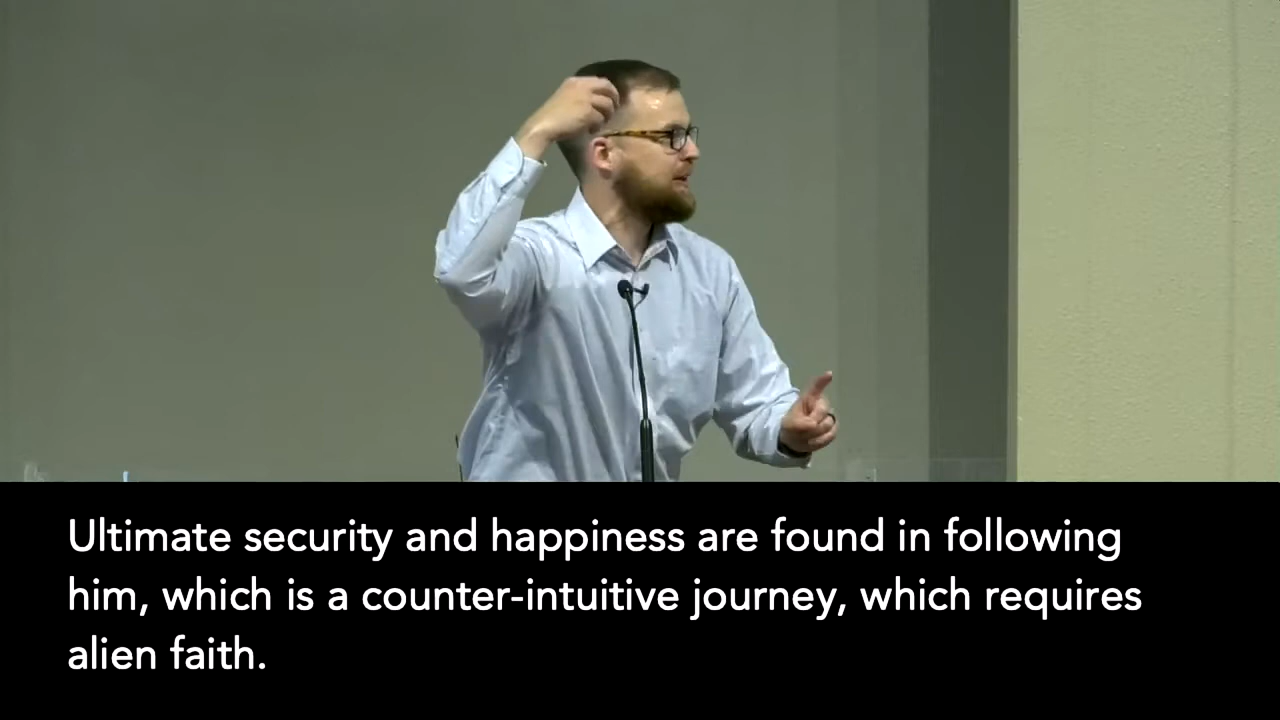 Ultimate security and happiness are found in following
him, which is a counter-intuitive journey, which requires
alien faith.